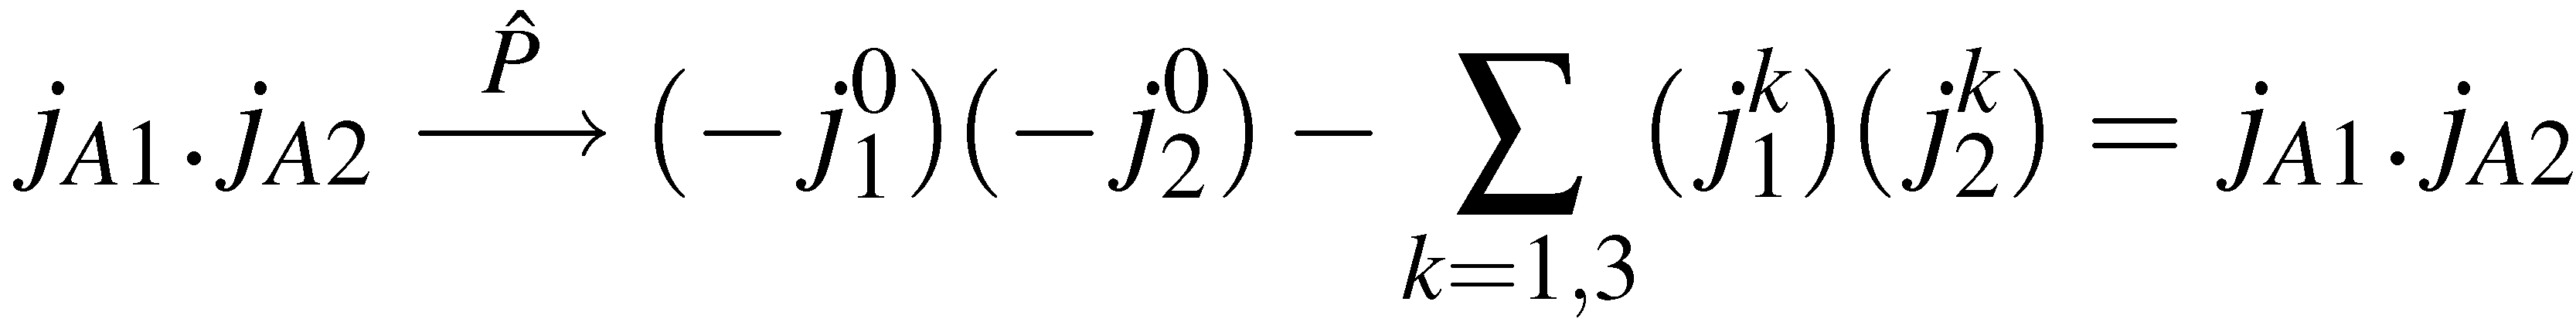 j_{A1}.j_{A2} \xrightarrow{\hat{P}} (-j_1^0)(-j_2^0) - \sum_{k=1,3} (j_1^k)(j_2^k) = j_{A1}.j_{A2}